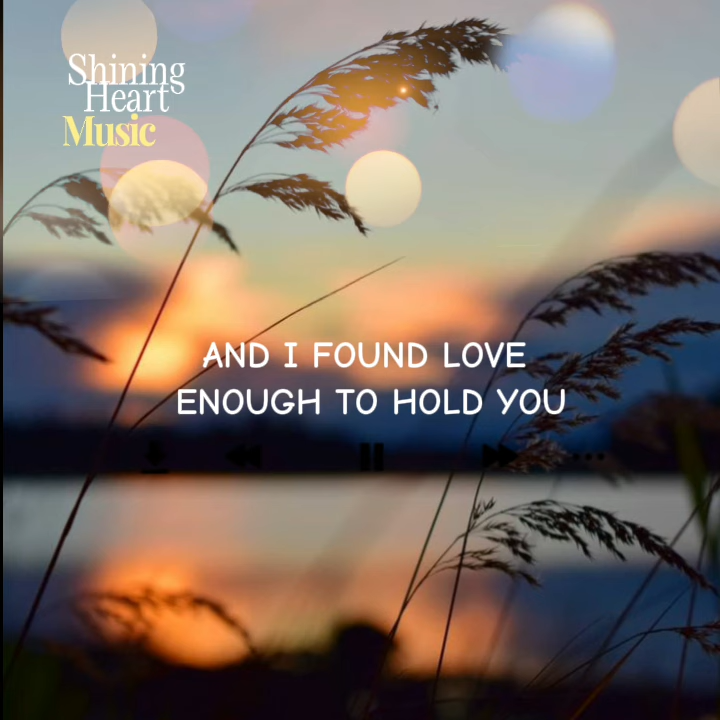 Shining
Heart
Music
AND I FOUND LOVE
ENOUGH TO HOLD YOU